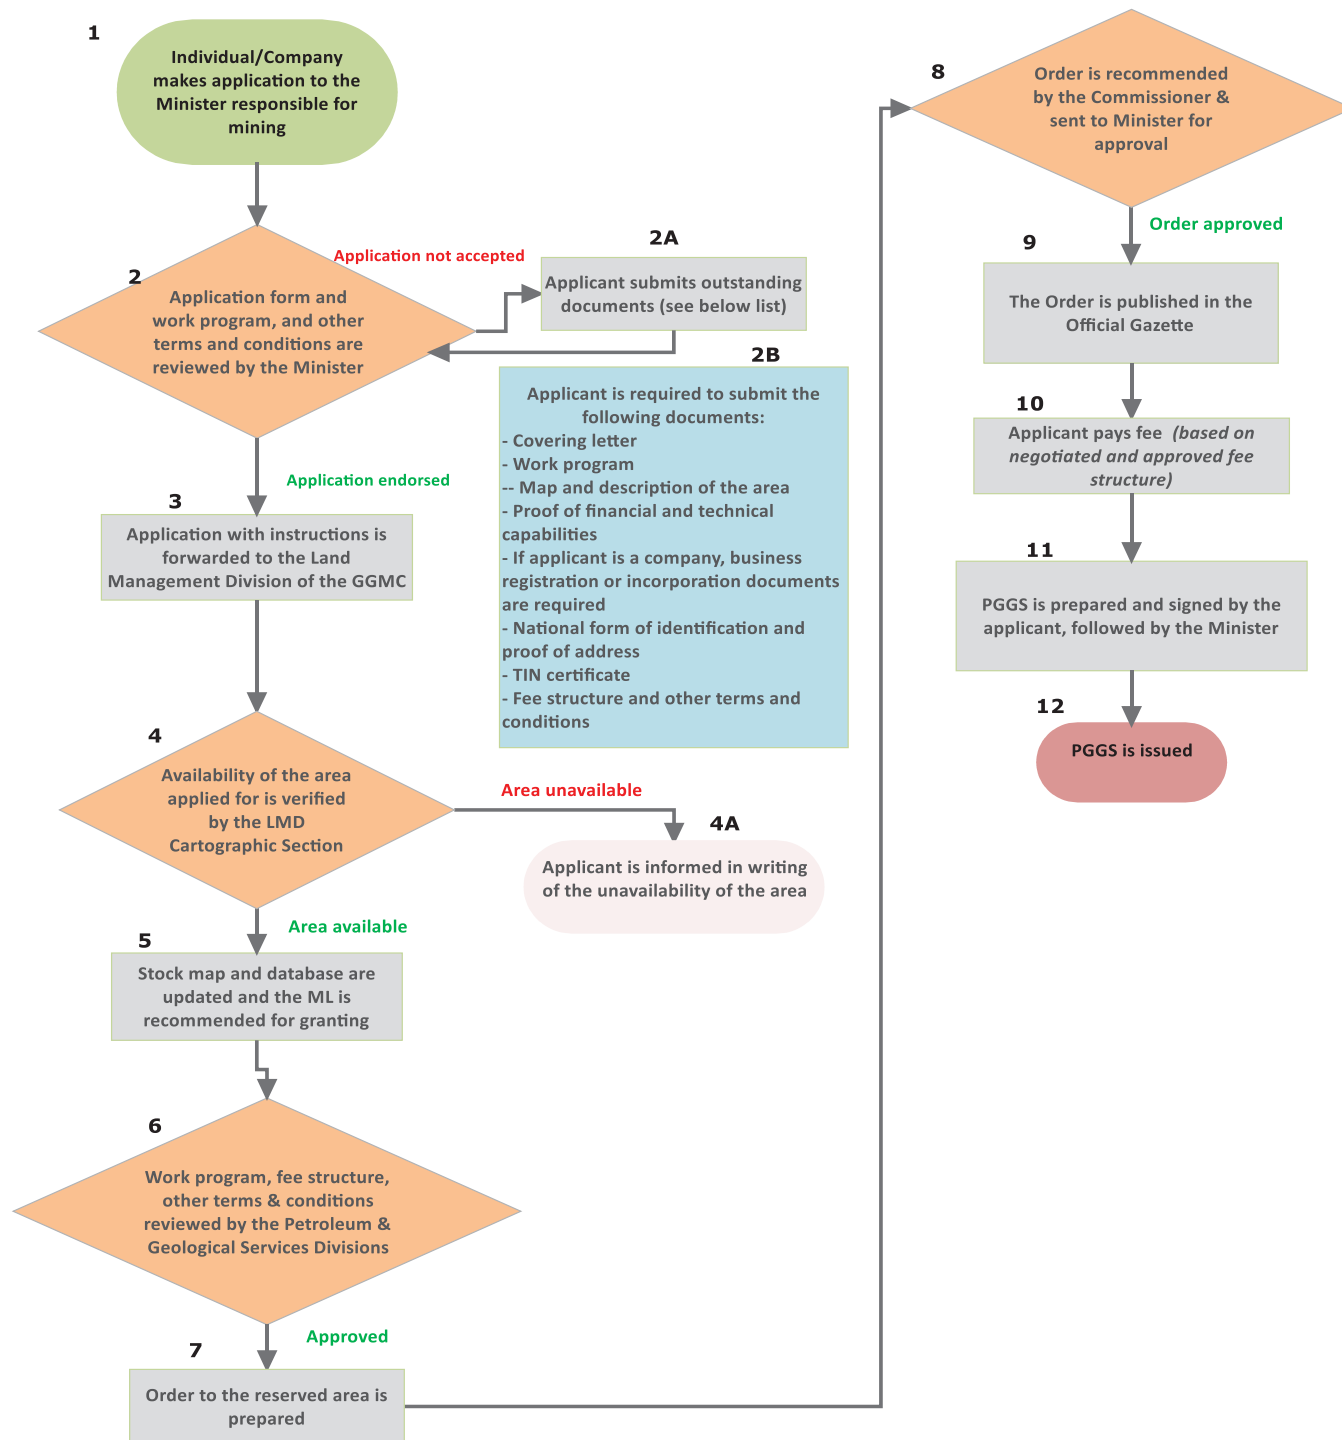 1
Individual/Company
makes application to the
Minister responsible for
mining
2
Application form and
work program, and other
terms and conditions are
reviewed by the Minister
Application not accepted
2A
Applicant submits outstanding
documents (see below list)
2B
Applicant is required to submit the
following documents:
- Covering letter
- Work program
-- Map and description of the area
- Proof of financial and technical
capabilities
- If applicant is a company, business
registration or incorporation documents
are required
- National form of identification and
proof of address
- TIN certificate
- Fee structure and other terms and
conditions
Application endorsed
3
Application with instructions is
forwarded to the Land
Management Division of the GGMC
4
Availability of the area
applied for is verified
by the LMD
Cartographic Section
Area unavailable
4A
Applicant is informed in writing
of the unavailability of the area
Area available
5
Stock map and database are
updated and the ML is
recommended for granting
6
Work program, fee structure,
other terms & conditions
reviewed by the Petroleum &
Geological Services Divisions
Approved
7
Order to the reserved area is
prepared
8
Order is recommended
by the Commissioner &
sent to Minister for
approval
Order approved
9
The Order is published in the
Official Gazette
10
Applicant pays fee (based on
negotiated and approved fee
structure)
11
PGGS is prepared and signed by the
applicant, followed by the Minister
12
PGGS is issued